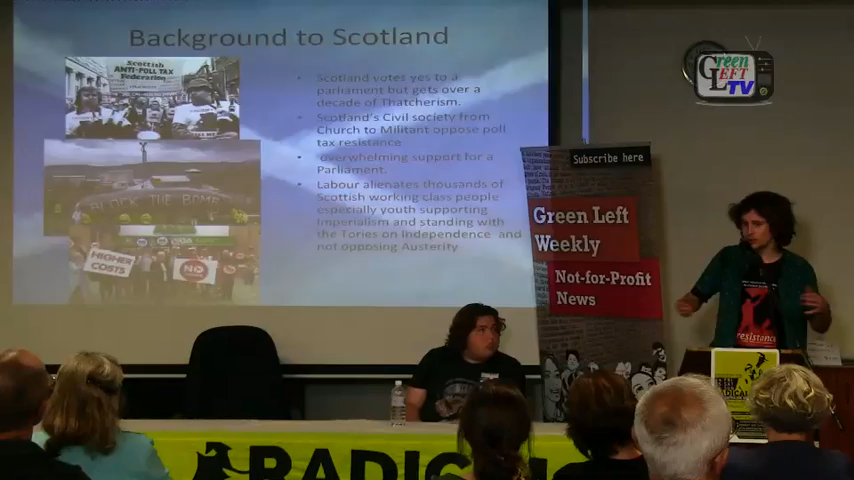 Background to Scotland
Scottish
ANTI-POLL TAX
Federation
• Scotland votes yes to a
parliament but gets over a
decade of Thatcherism.
• Scotland's Civil society from
Church to Militant oppose poll
tax resistance
• overwhelming support for a
Parliament.
• Labour alienates thousands of
Scottish working class people
especially youth supporting
Imperialism and standing with
the Tories on Independence and
not opposing Austerity
BLOCK THE BOMB
HIGHER
COSTS
NO
Green
LEFT
TV
Subscribe here
Green Left
Weekly
Not-for-Profit
News
resistance
RADICAL
RADICAL